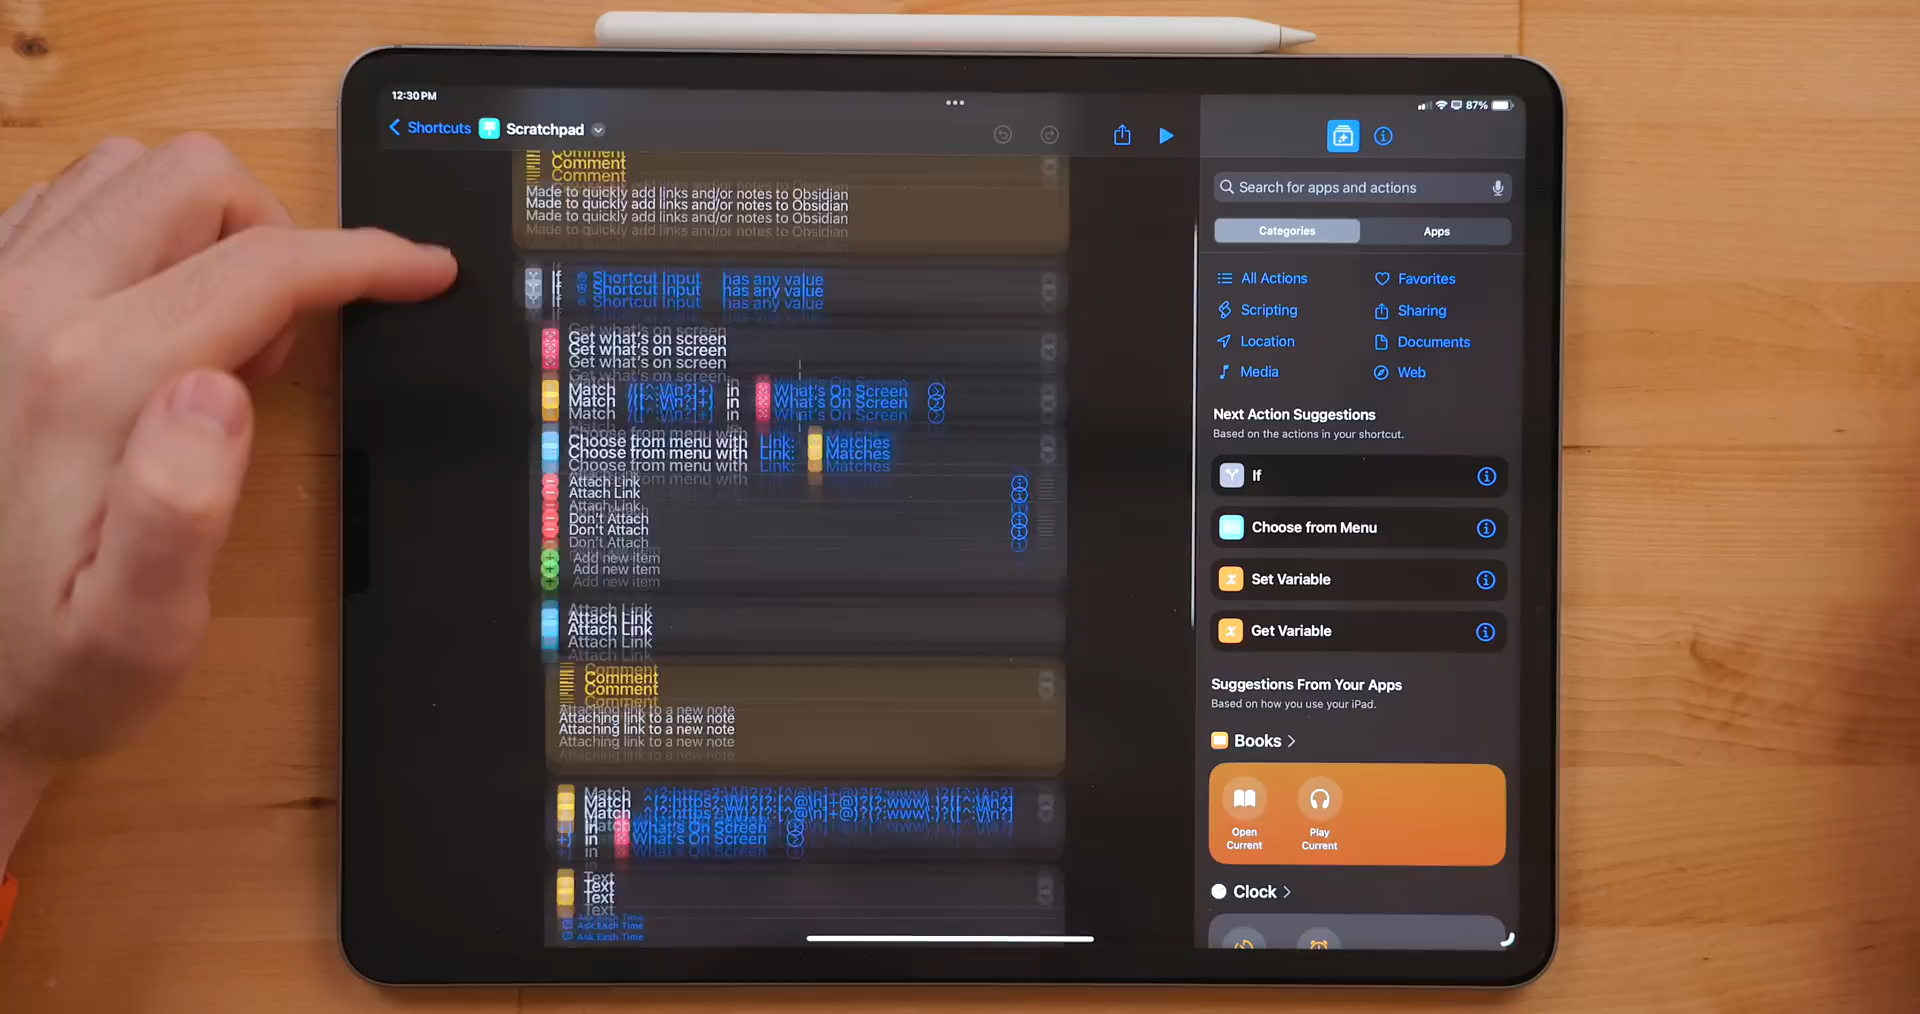 12:30 PM
87%
Shortcuts
Scratchpad
Comment
Made to quickly add links and/or notes to Obsidian
If Shortcut Input has any value
Get what's on screen
Match in What's On Screen
Choose from menu with Link: Matches
Attach Link
Don't Attach
Add new item
Attach Link
Comment
Attaching link to a new note
Match
in What's On Screen
Text
Ask Each Time
Search for apps and actions
Categories
Apps
All Actions
Favorites
Scripting
Sharing
Location
Documents
Media
Web
Next Action Suggestions
Based on the actions in your shortcut.
If
Choose from Menu
Set Variable
Get Variable
Suggestions From Your Apps
Based on how you use your iPad.
Books >
Open
Current
Play
Current
Clock >